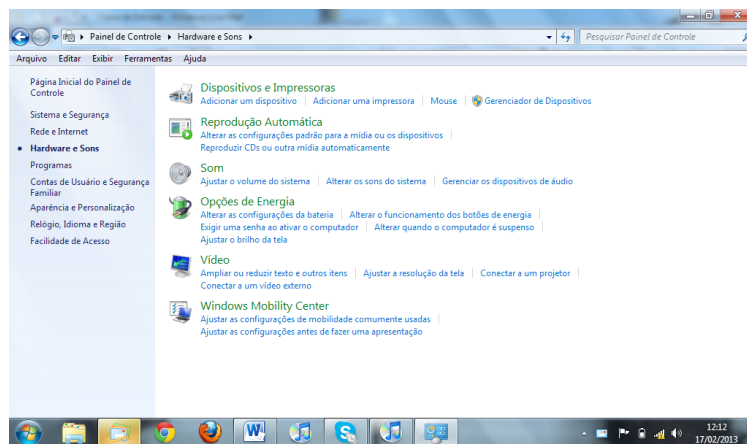 Painel de Controle ▸ Hardware e Sons ▸
Pesquisar Painel de Controle
Arquivo Editar Exibir Ferramentas Ajuda
Página Inicial do Painel de
Controle
Sistema e Segurança
Rede e Internet
Hardware e Sons
Programas
Contas de Usuário e Segurança
Familiar
Aparência e Personalização
Relógio, Idioma e Região
Facilidade de Acesso
Dispositivos e Impressoras
Adicionar um dispositivo | Adicionar uma impressora | Mouse | Gerenciador de Dispositivos
Reprodução Automática
Alterar as configurações padrão para a mídia ou os dispositivos |
Reproduzir CDs ou outra mídia automaticamente
Som
Ajustar o volume do sistema | Alterar os sons do sistema | Gerenciar os dispositivos de áudio
Opções de Energia
Alterar as configurações da bateria | Alterar o funcionamento dos botões de energia |
Exigir uma senha ao ativar o computador | Alterar quando o computador é suspenso |
Ajustar o brilho da tela
Vídeo
Ampliar ou reduzir texto e outros itens | Ajustar a resolução da tela | Conectar a um projetor |
Conectar a um vídeo externo
Windows Mobility Center
Ajustar as configurações de mobilidade comumente usadas |
Ajustar as configurações antes de fazer uma apresentação
12:12
17/02/2013